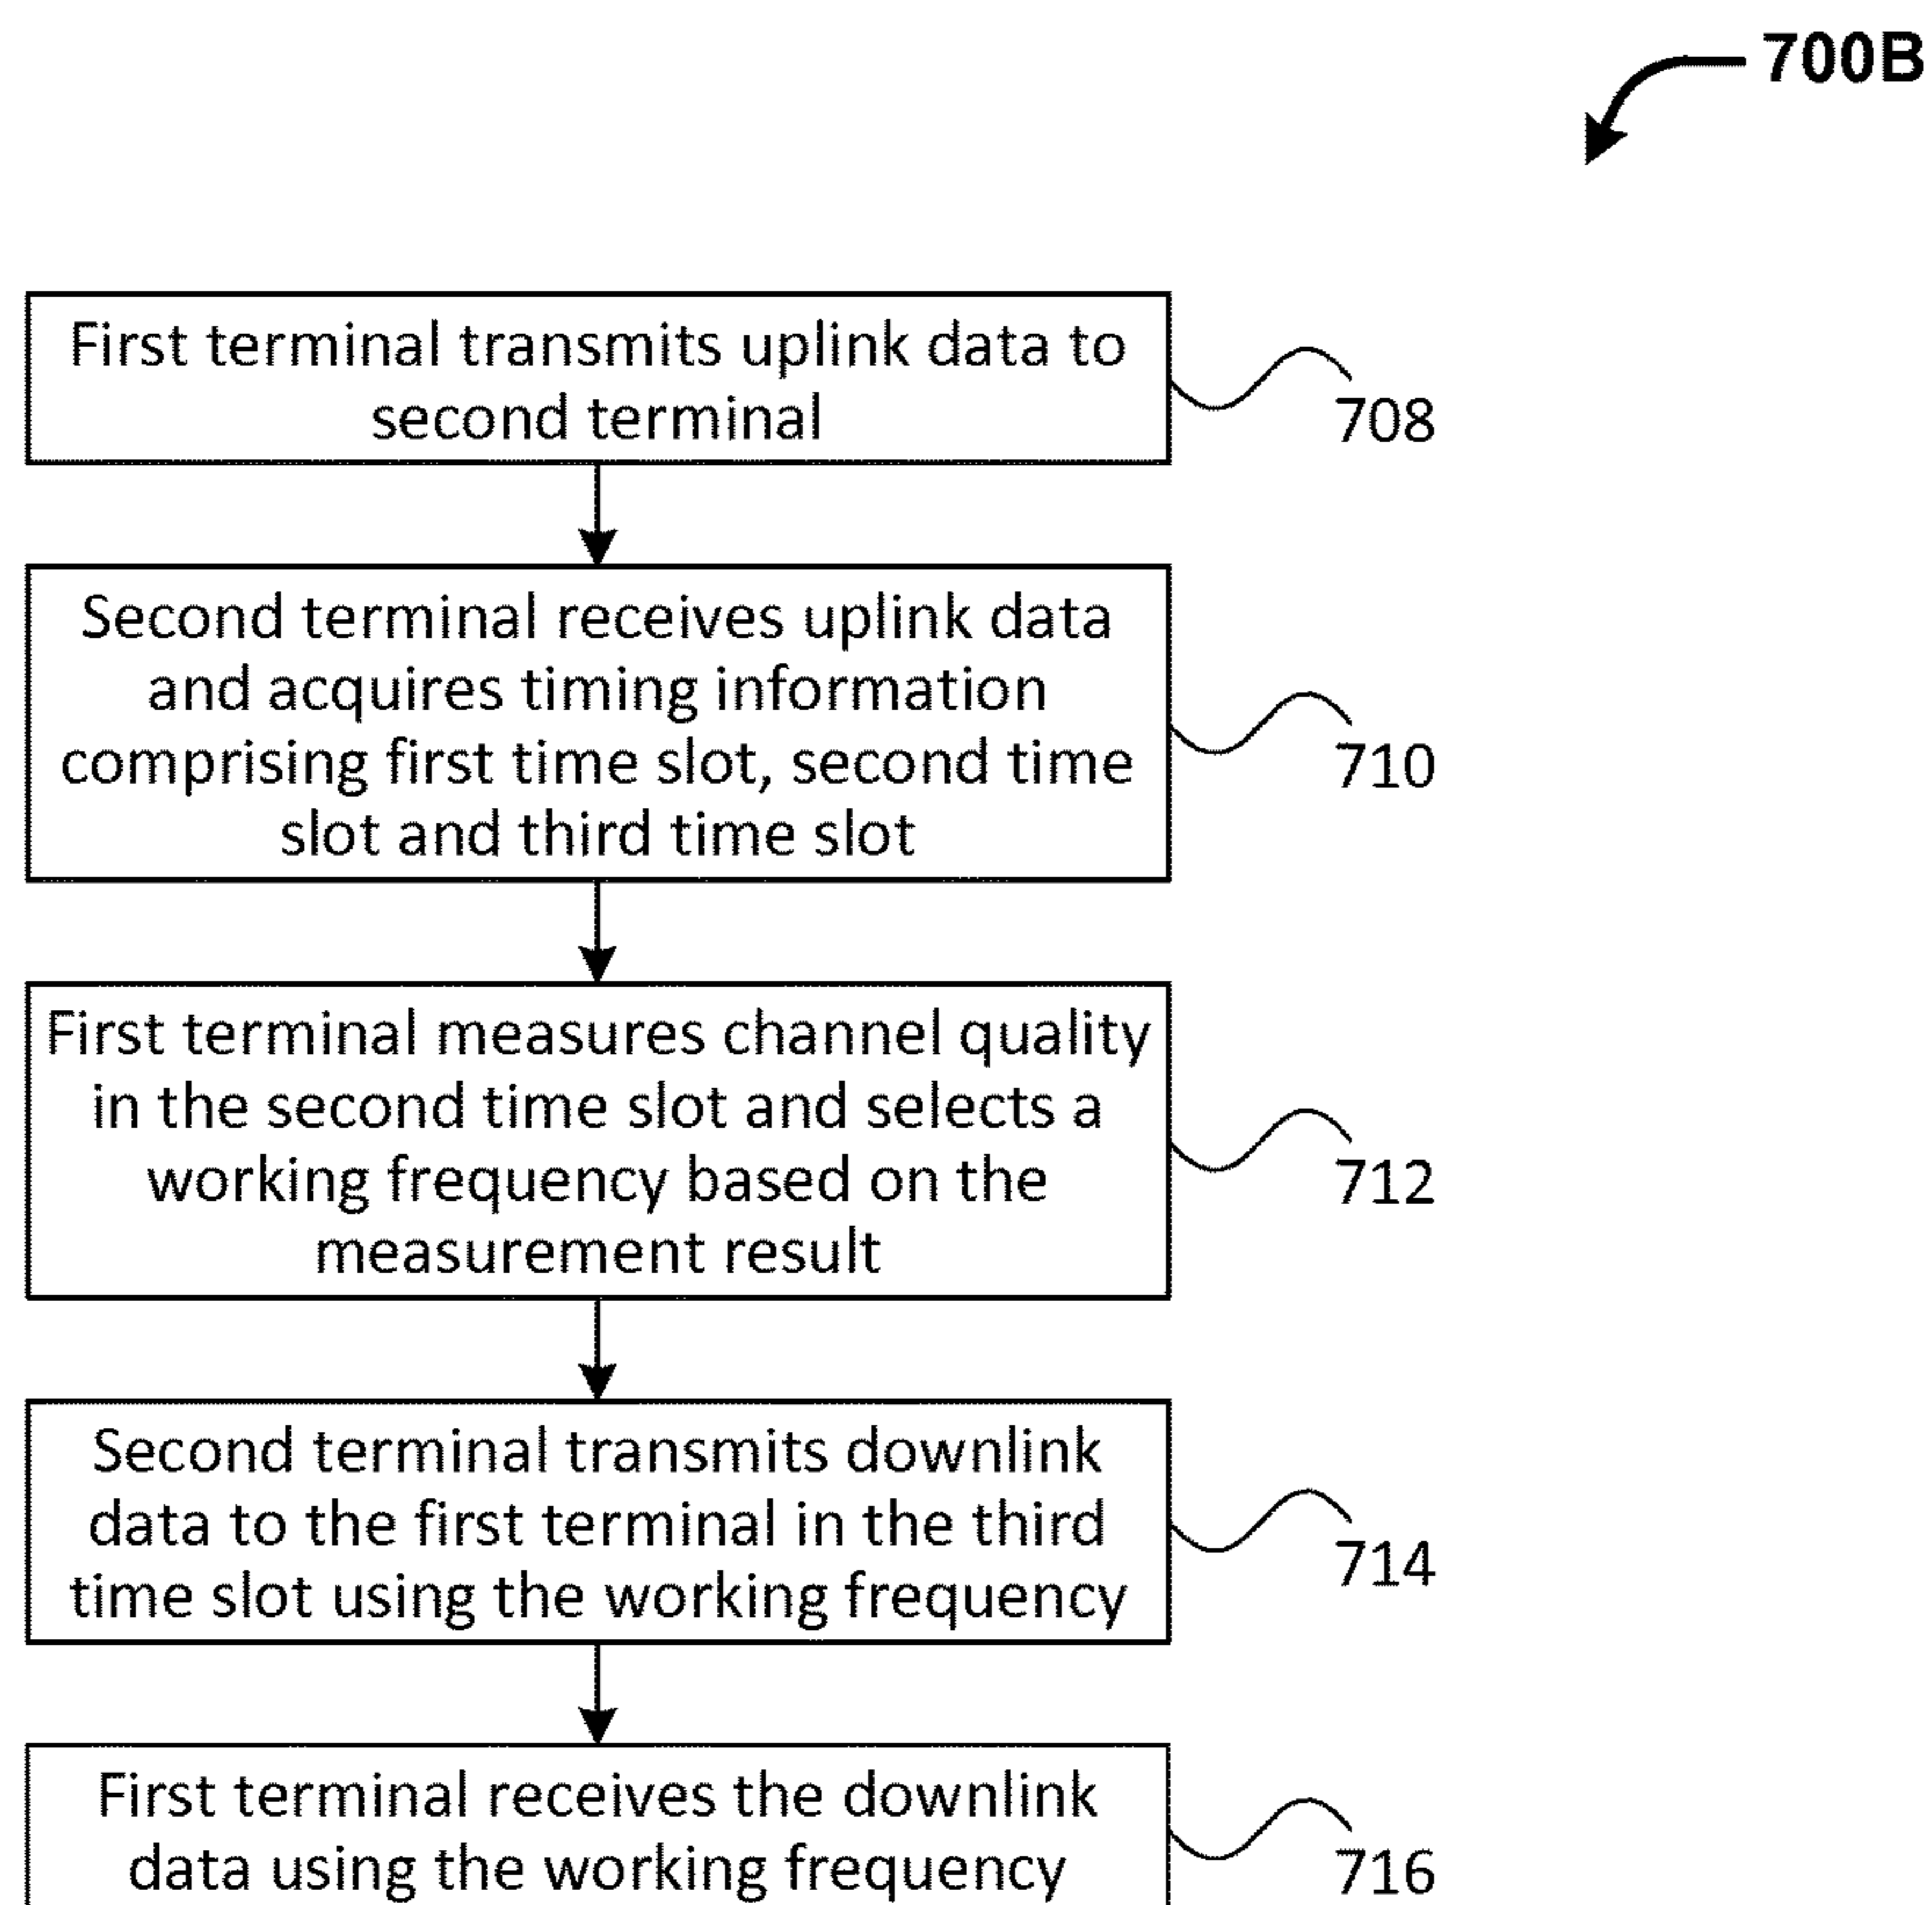 700B
First terminal transmits uplink data to
second terminal
708
Second terminal receives uplink data
and acquires timing information
comprising first time slot, second time
slot and third time slot
710
First terminal measures channel quality
in the second time slot and selects a
working frequency based on the
measurement result
712
Second terminal transmits downlink
data to the first terminal in the third
time slot using the working frequency
714
First terminal receives the downlink
data using the working frequency
716